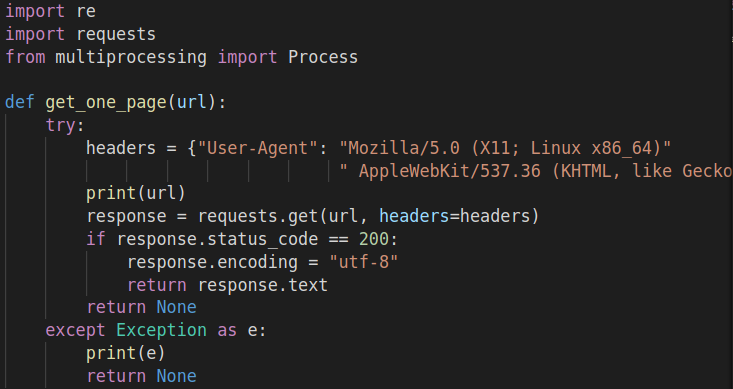 import re
import requests
from multiprocessing import Process

def get_one_page(url):
    try:
        headers = {"User-Agent": "Mozilla/5.0 (X11; Linux x86_64)"
                                 " AppleWebKit/537.36 (KHTML, like Gecko
        print(url)
        response = requests.get(url, headers=headers)
        if response.status_code == 200:
            response.encoding = "utf-8"
            return response.text
        return None
    except Exception as e:
        print(e)
        return None